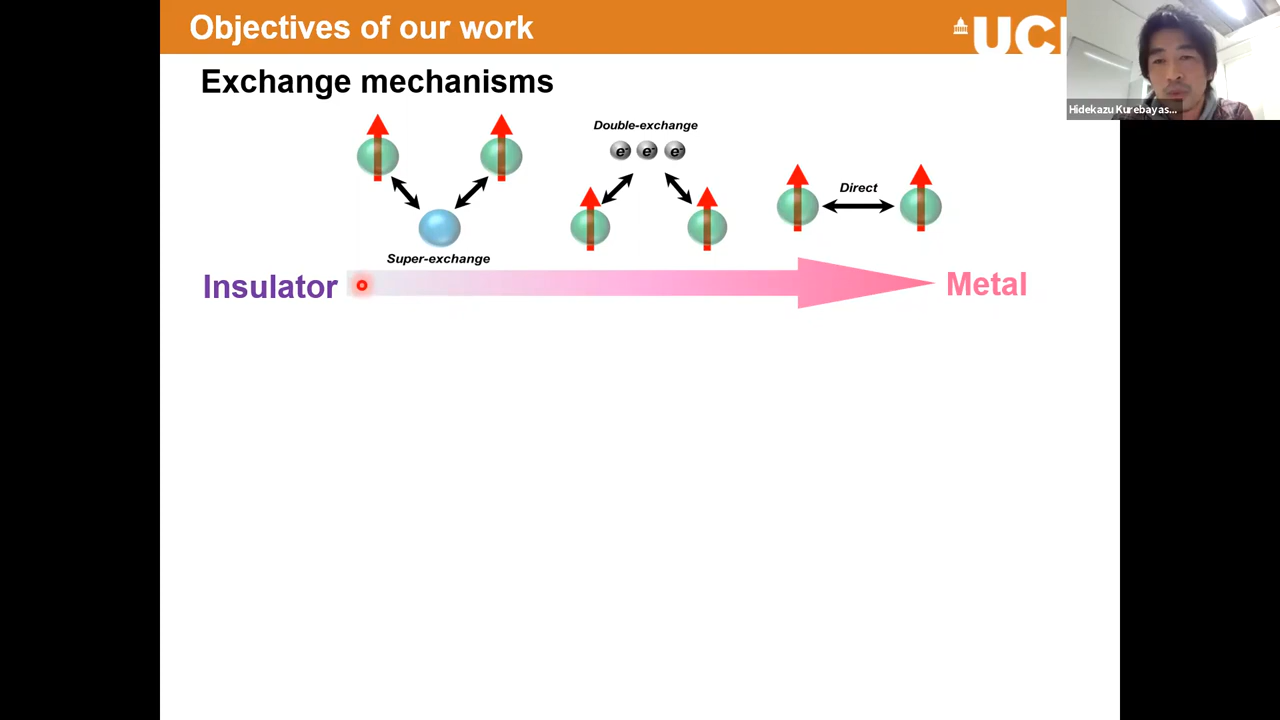 Objectives of our work
UCL
Hidekazu Kurebayas...
Exchange mechanisms
Double-exchange
e- e- e-
Direct
Super-exchange
Insulator
Metal